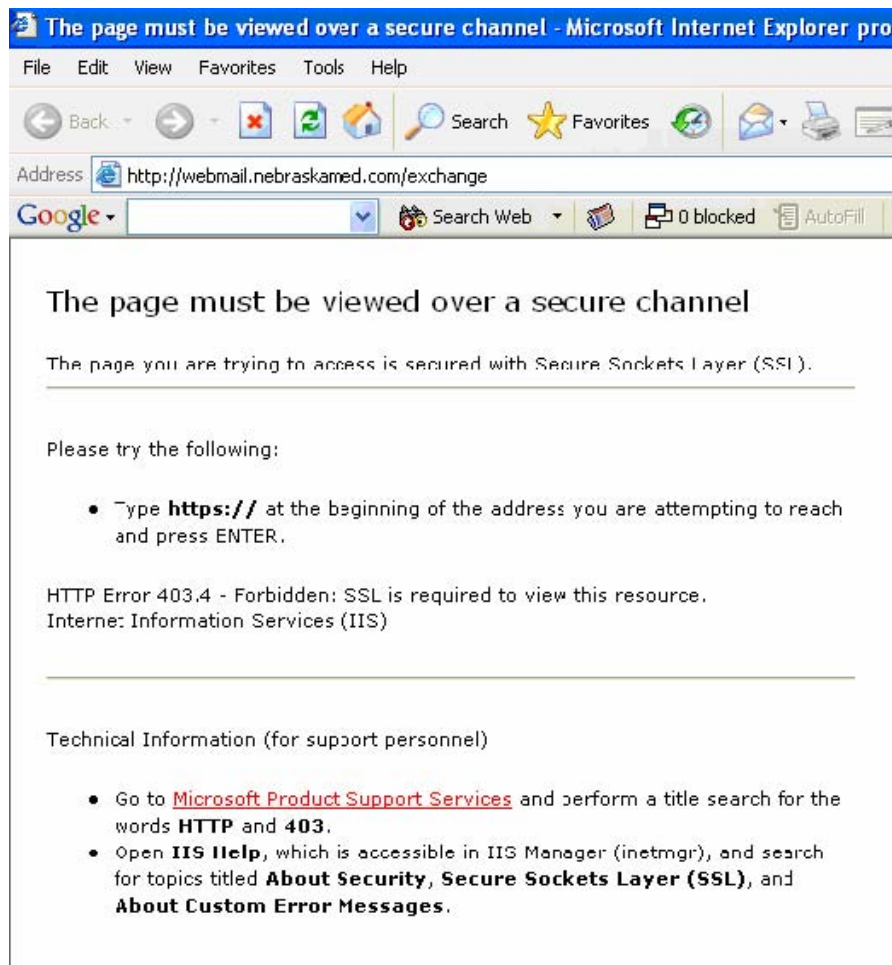 The page must be viewed over a secure channel - Microsoft Internet Explorer pro
File Edit View Favorites Tools Help
Back Search Favorites
Address http://webmail.nebraskamed.com/exchange
Google Search Web 0 blocked AutoFill
The page must be viewed over a secure channel
The page you are trying to access is secured with Secure Sockets Layer (SSL).
Please try the following:
• Type https:// at the beginning of the address you are attempting to reach
and press ENTER.
HTTP Error 403.4 - Forbidden: SSL is required to view this resource.
Internet Information Services (IIS)
Technical Information (for support personnel)
• Go to Microsoft Product Support Services and perform a title search for the
words HTTP and 403.
• Open IIS Help, which is accessible in IIS Manager (inetmgr), and search
for topics titled About Security, Secure Sockets Layer (SSL), and
About Custom Error Messages.